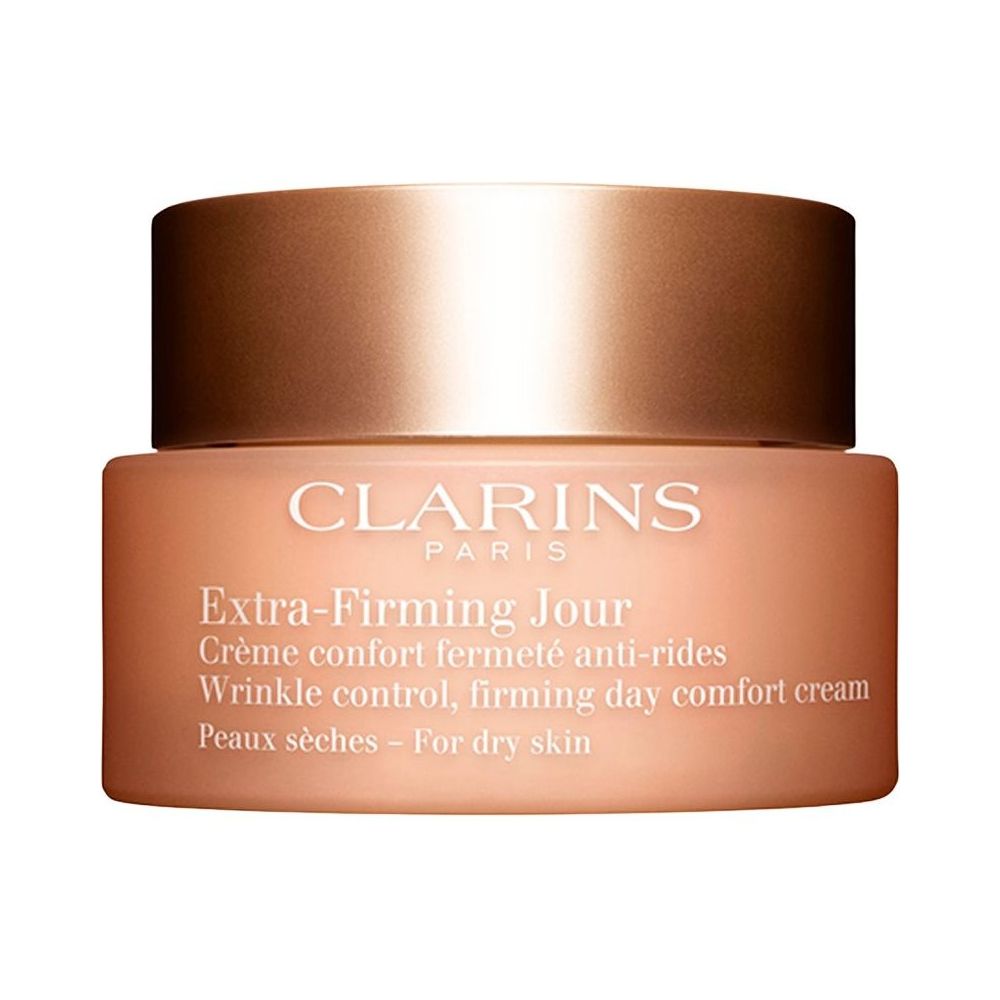 CLARINS
PARIS
Extra-Firming Jour
Crème confort fermeté anti-rides
Wrinkle control, firming day comfort cream
Peaux sèches – For dry skin